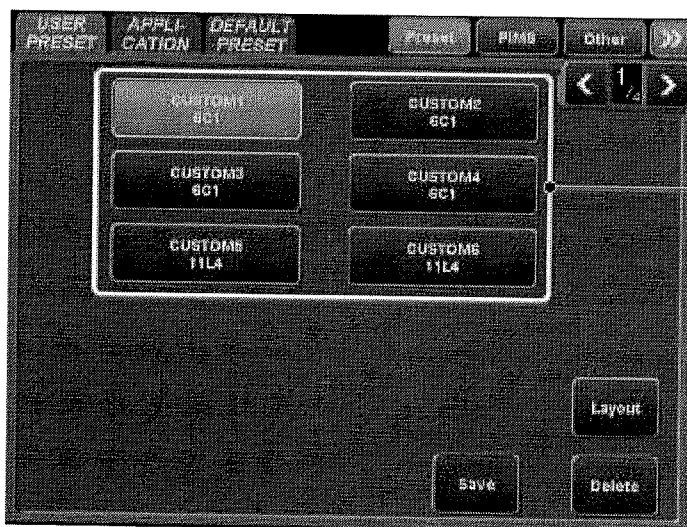 USER PRESET
APPLI-CATION
DEFAULT PRESET
Preset
PIMS
Other
1/4
CUSTOM1
6C1
CUSTOM2
6C1
CUSTOM3
6C1
CUSTOM4
6C1
CUSTOM5
11L4
CUSTOM6
11L4
Layout
Save
Delete